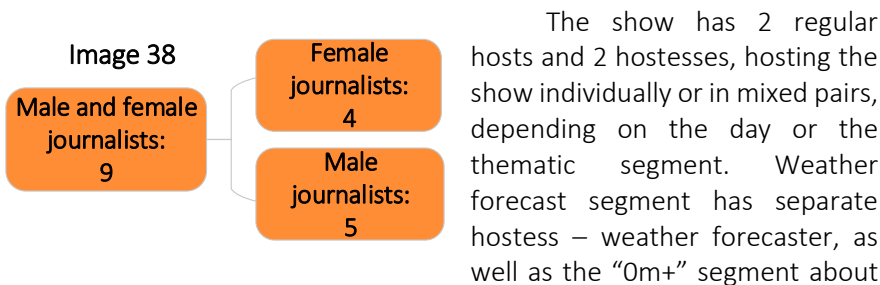 Image 38
Male and female
journalists:
9
Female
journalists:
4
Male
journalists:
5
The show has 2 regular
hosts and 2 hostesses, hosting the
show individually or in mixed pairs,
depending on the day or the
thematic segment. Weather
forecast segment has separate
hostess – weather forecaster, as
well as the “0m+” segment about